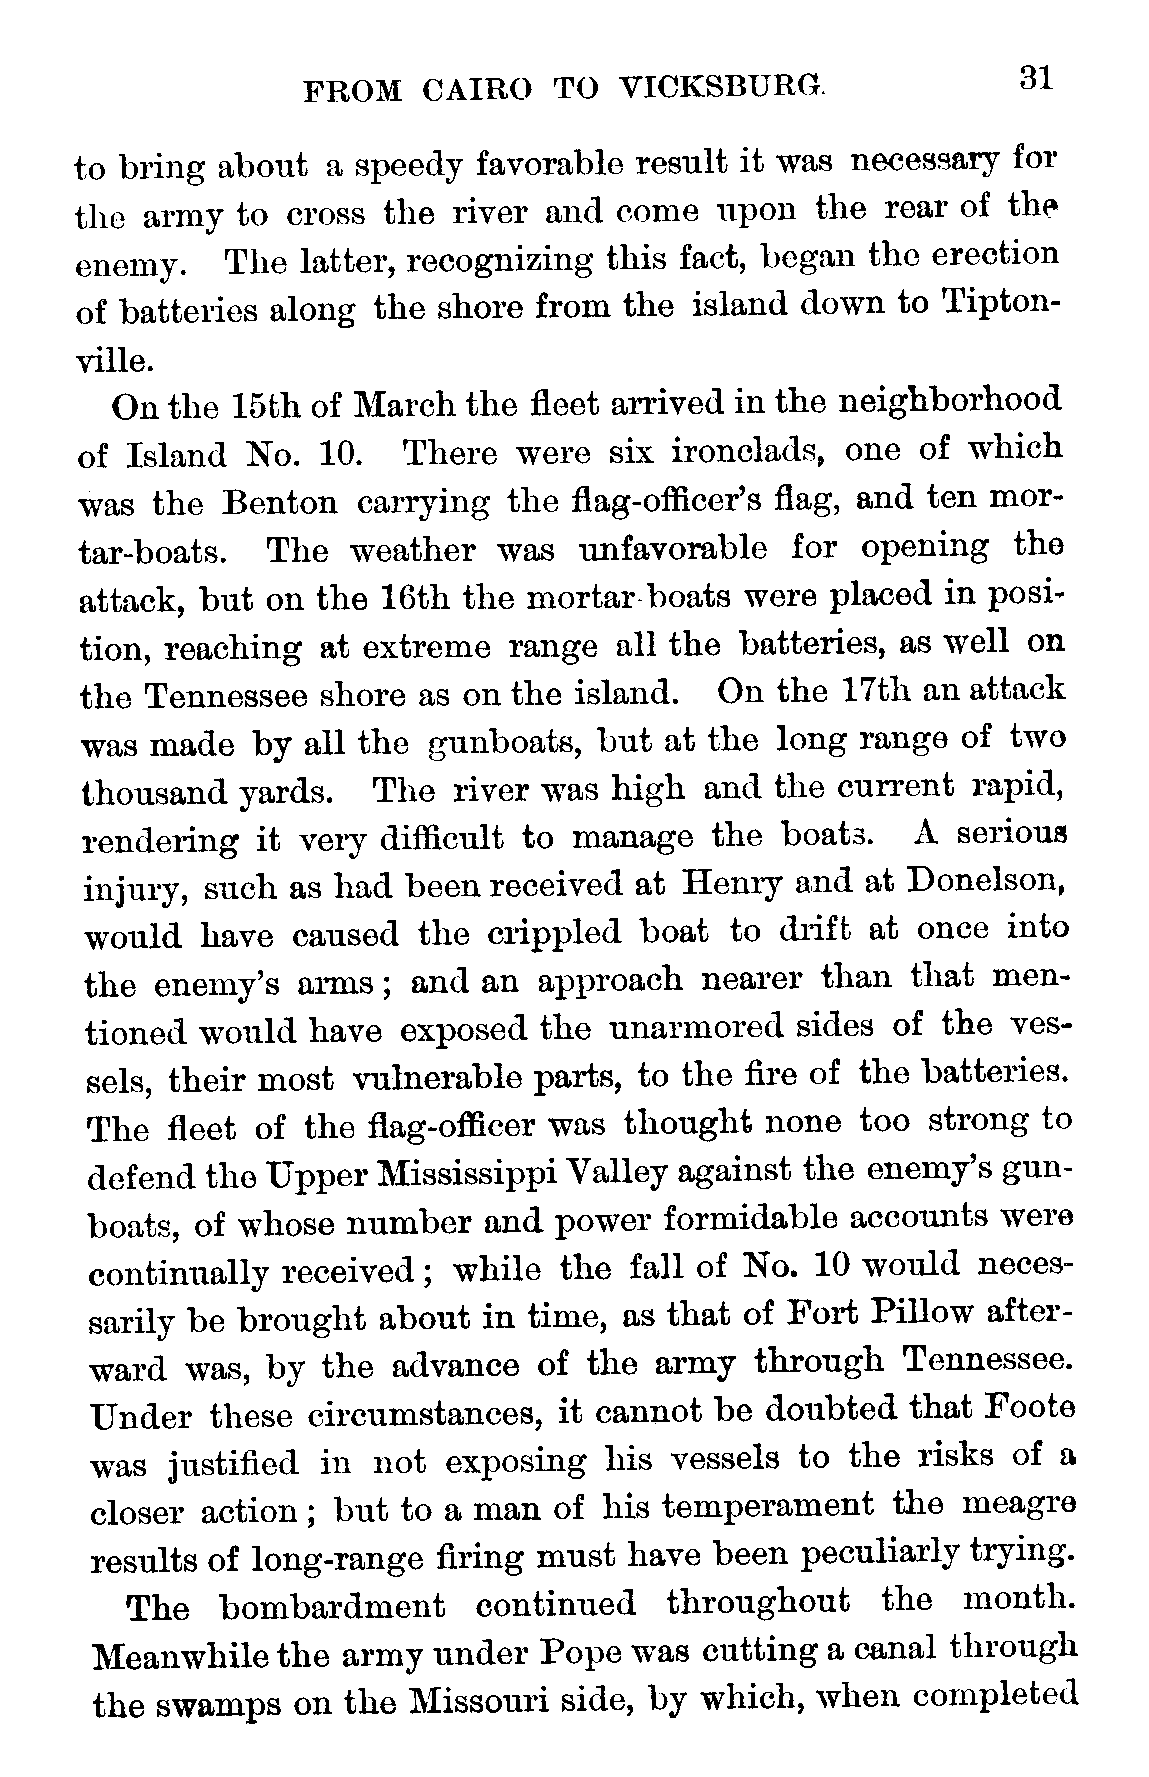 FROM CAIRO TO VICKSBURG. 31
to bring about a speedy favorable result it was necessary for
the army to cross the river and come upon the rear of the
enemy. The latter, recognizing this fact, began the erection
of batteries along the shore from the island down to Tipton-
ville.
On the 15th of March the fleet arrived in the neighborhood
of Island No. 10. There were six ironclads, one of which
was the Benton carrying the flag-officer's flag, and ten mor-
tar-boats. The weather was unfavorable for opening the
attack, but on the 16th the mortar-boats were placed in posi-
tion, reaching at extreme range all the batteries, as well on
the Tennessee shore as on the island. On the 17th an attack
was made by all the gunboats, but at the long range of two
thousand yards. The river was high and the current rapid,
rendering it very difficult to manage the boats. A serious
injury, such as had been received at Henry and at Donelson,
would have caused the crippled boat to drift at once into
the enemy's arms; and an approach nearer than that men-
tioned would have exposed the unarmored sides of the ves-
sels, their most vulnerable parts, to the fire of the batteries.
The fleet of the flag-officer was thought none too strong to
defend the Upper Mississippi Valley against the enemy's gun-
boats, of whose number and power formidable accounts were
continually received; while the fall of No. 10 would neces-
sarily be brought about in time, as that of Fort Pillow after-
ward was, by the advance of the army through Tennessee.
Under these circumstances, it cannot be doubted that Foote
was justified in not exposing his vessels to the risks of a
closer action; but to a man of his temperament the meagre
results of long-range firing must have been peculiarly trying.
The bombardment continued throughout the month.
Meanwhile the army under Pope was cutting a canal through
the swamps on the Missouri side, by which, when completed